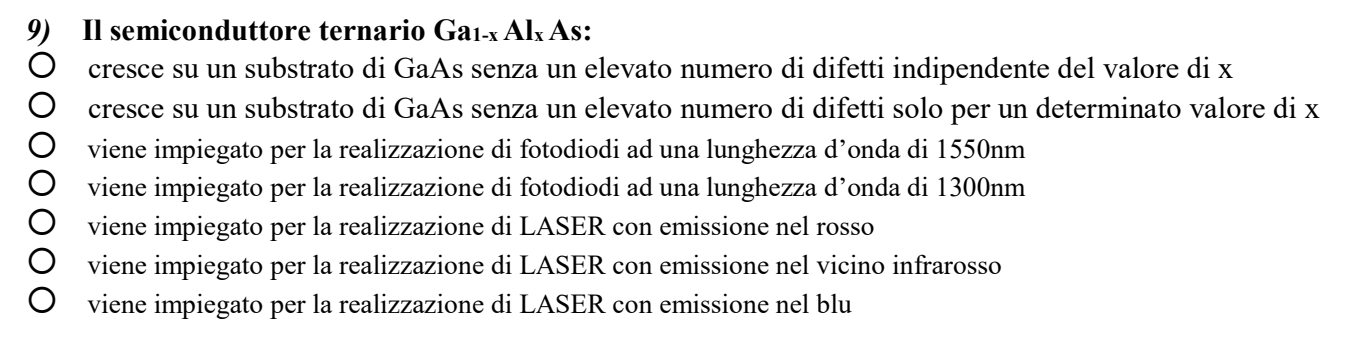 9) Il semiconduttore ternario Ga1-x Alx As:
cresce su un substrato di GaAs senza un elevato numero di difetti indipendente del valore di x
cresce su un substrato di GaAs senza un elevato numero di difetti solo per un determinato valore di x
viene impiegato per la realizzazione di fotodiodi ad una lunghezza d'onda di 1550nm
viene impiegato per la realizzazione di fotodiodi ad una lunghezza d'onda di 1300nm
viene impiegato per la realizzazione di LASER con emissione nel rosso
viene impiegato per la realizzazione di LASER con emissione nel vicino infrarosso
viene impiegato per la realizzazione di LASER con emissione nel blu